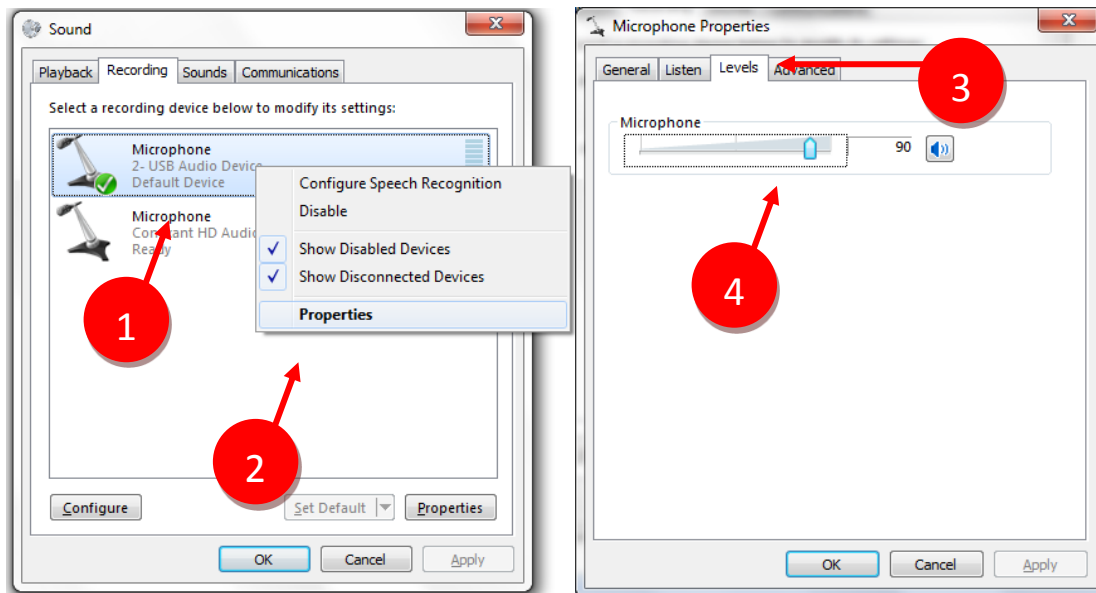 Sound
Playback Recording Sounds Communications
Select a recording device below to modify its settings:
Microphone
2- USB Audio Device
Default Device
Microphone
HD Audio
Ready
Configure Speech Recognition
Disable
Show Disabled Devices
Show Disconnected Devices
Properties
1
2
Configure Set Default Properties
OK Cancel Apply
Microphone Properties
General Listen Levels Advanced
3
Microphone
90
4
OK Cancel Apply